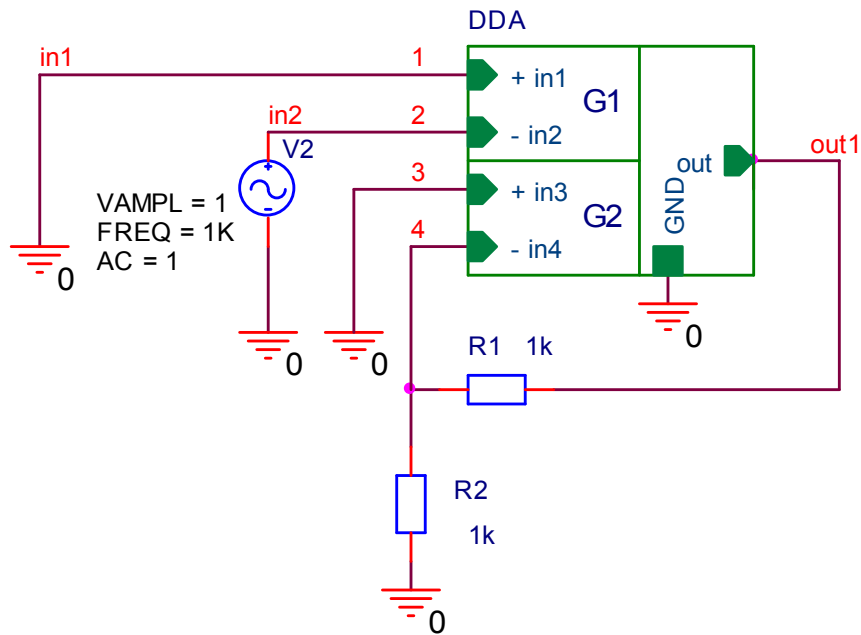 DDA
in1
1
+ in1
G1
in2
2
- in2
V2
out1
out
3
+ in3
VAMPL = 1
FREQ = 1K
AC = 1
G2
GND
4
- in4
0
0
0
0
R1 1k
R2
1k
0